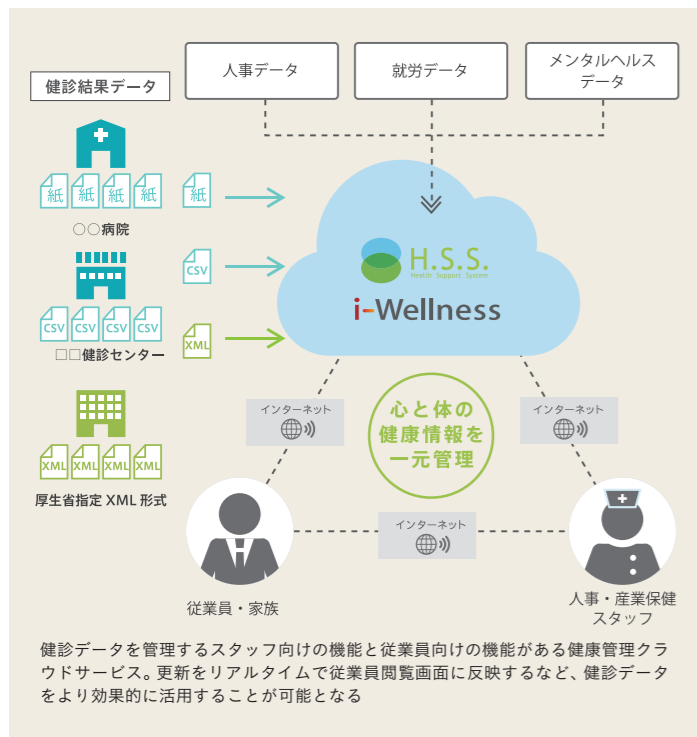 人事データ
就労データ
メンタルヘルス
データ
健診結果データ
紙 紙 紙 紙
紙
○○病院
CSV
CSV CSV CSV CSV
□□健診センター
XML
XML XML XML XML
厚生省指定 XML 形式
H.S.S.
Health Support System
i-Wellness
心と体の
健康情報を
一元管理
インターネット
インターネット
インターネット
従業員・家族
人事・産業保健
スタッフ
健診データを管理するスタッフ向けの機能と従業員向けの機能がある健康管理クラ
ウドサービス。更新をリアルタイムで従業員閲覧画面に反映するなど、健診データ
をより効果的に活用することが可能となる